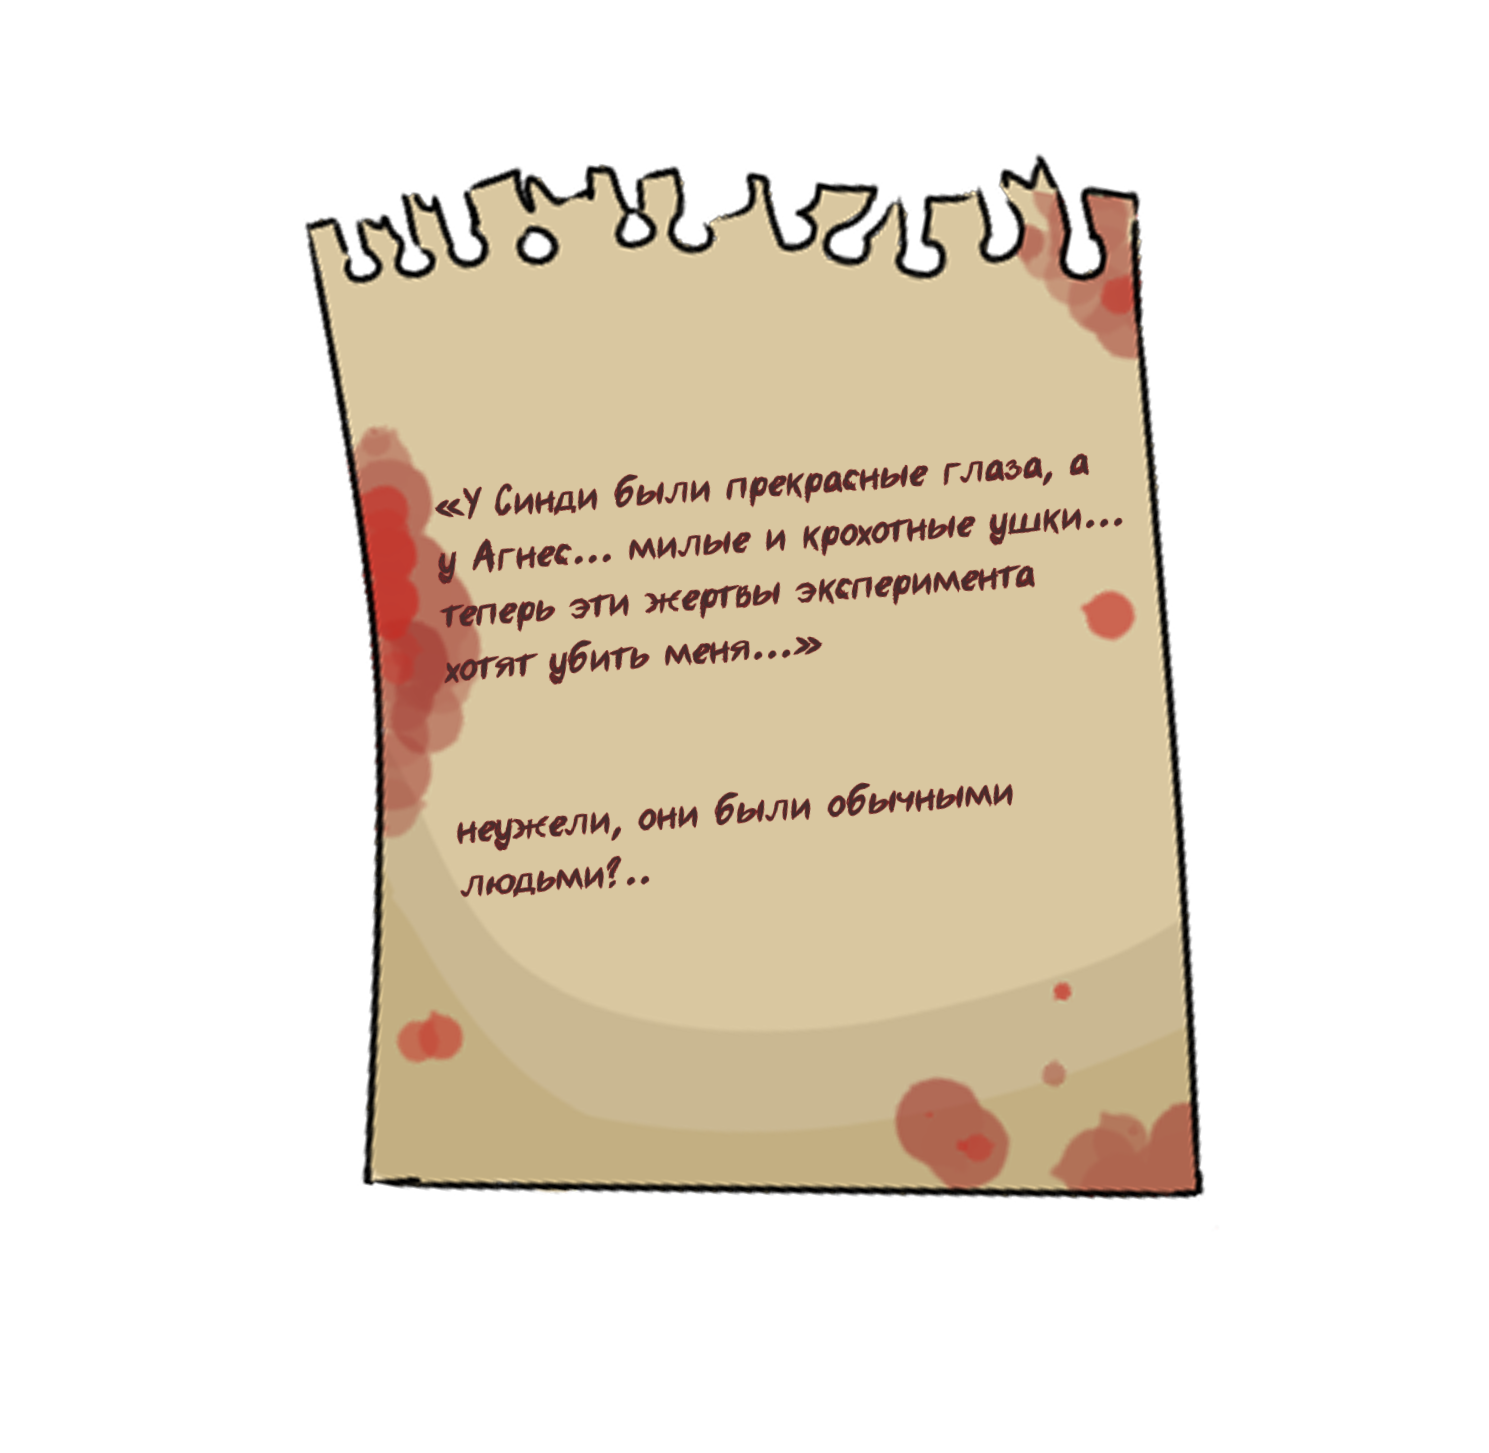 «У Синди были прекрасные глаза, а
у Агнес... милые и крохотные ушки...
теперь эти жертвы эксперимента
хотят убить меня...»
неужели, они были обычными
людьми?..